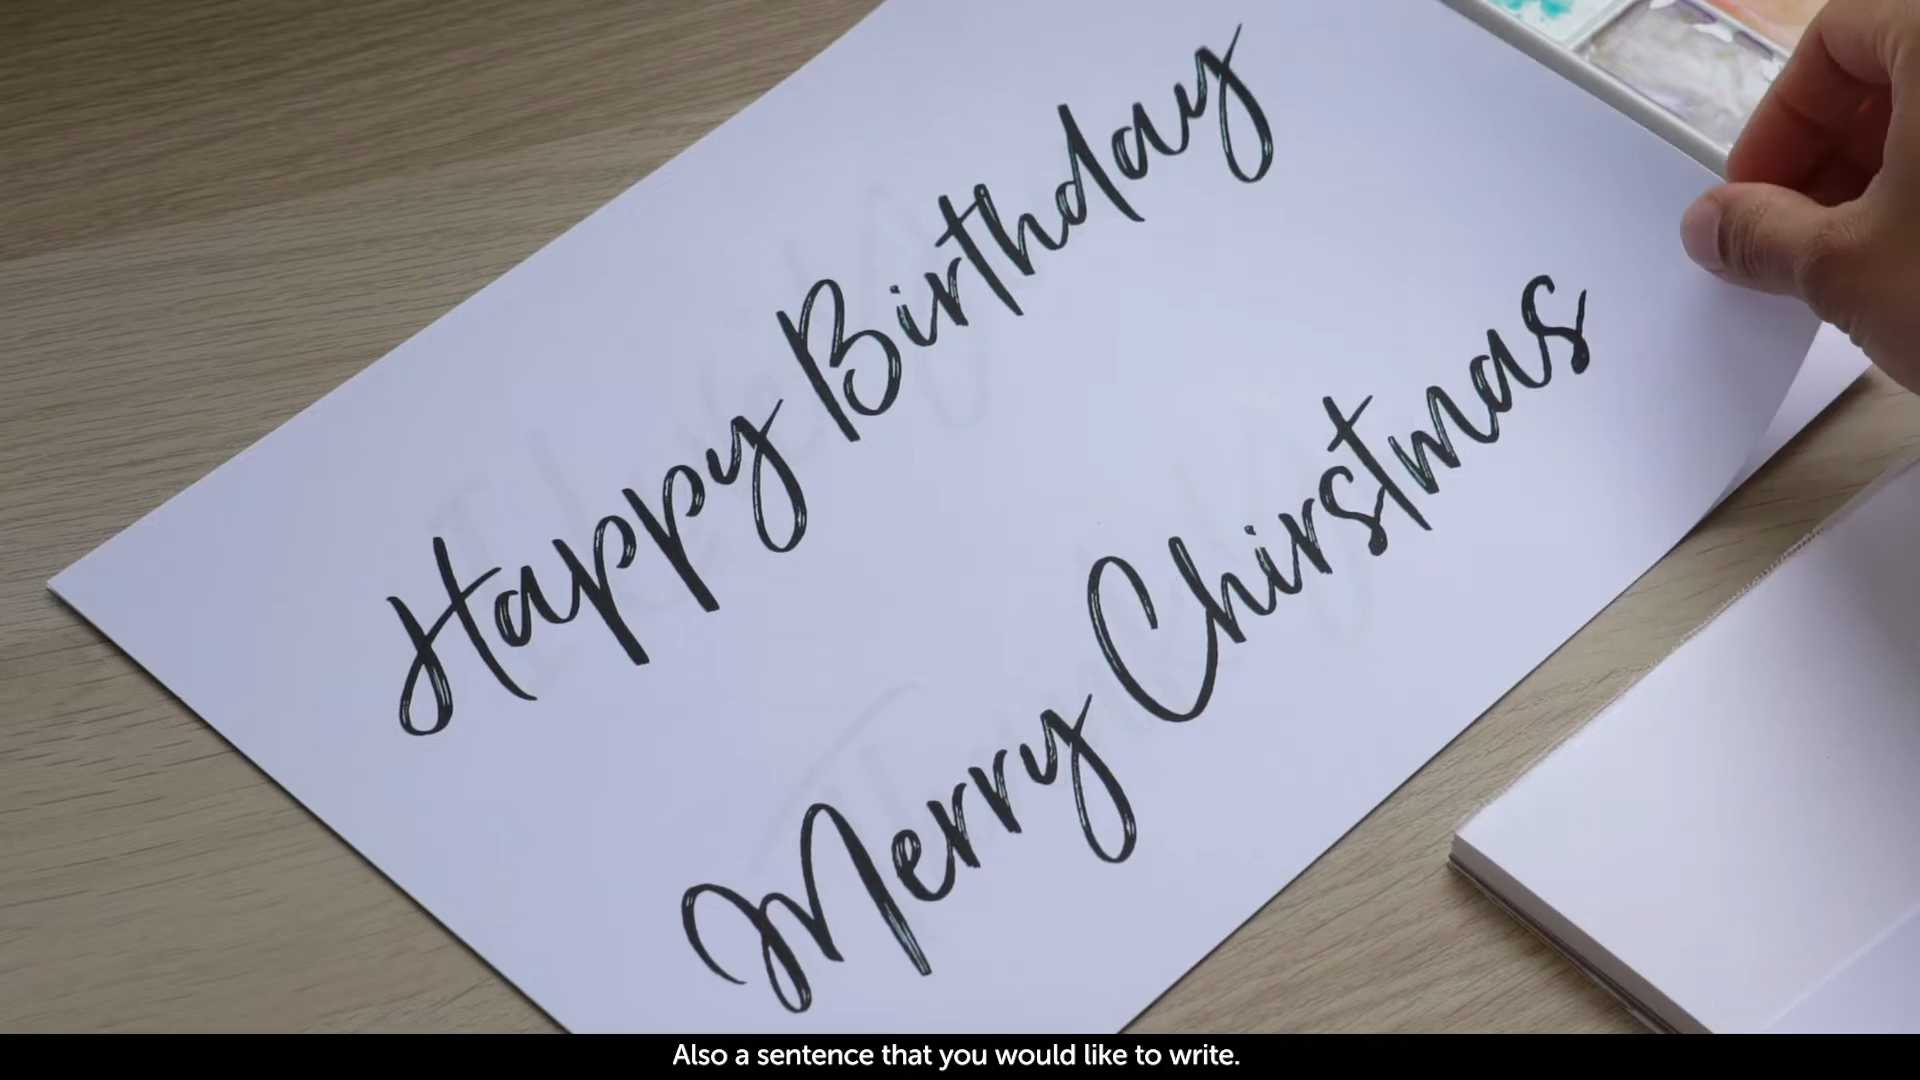 Happy Birthday
Merry Chirstmas
Also a sentence that you would like to write.